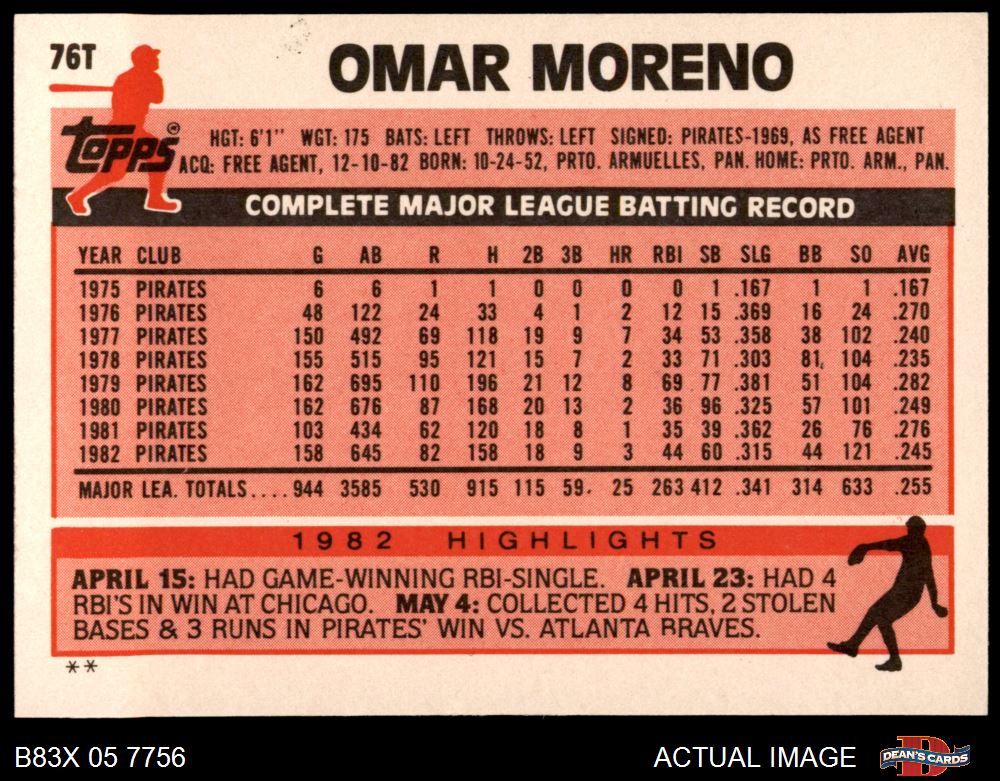 76T
OMAR MORENO
Topps®
HGT: 6'1" WGT: 175 BATS: LEFT THROWS: LEFT SIGNED: PIRATES-1969, AS FREE AGENT
ACQ: FREE AGENT, 12-10-82 BORN: 10-24-52, PRTO. ARMUELLES, PAN. HOME: PRTO. ARM., PAN.
COMPLETE MAJOR LEAGUE BATTING RECORD
YEAR CLUB G AB R H 2B 3B HR RBI SB SLG BB SO AVG
1975 PIRATES 6 6 1 1 0 0 0 0 1 .167 1 1 .167
1976 PIRATES 48 122 24 33 4 1 2 12 15 .369 16 24 .270
1977 PIRATES 150 492 69 118 19 9 7 34 53 .358 38 102 .240
1978 PIRATES 155 515 95 121 15 7 2 33 71 .303 81 104 .235
1979 PIRATES 162 695 110 196 21 12 8 69 77 .381 51 104 .282
1980 PIRATES 162 676 87 168 20 13 2 36 96 .325 57 101 .249
1981 PIRATES 103 434 62 120 18 8 1 35 39 .362 26 76 .276
1982 PIRATES 158 645 82 158 18 9 3 44 60 .315 44 121 .245
MAJOR LEA. TOTALS.... 944 3585 530 915 115 59 25 263 412 .341 314 633 .255
1982 HIGHLIGHTS
APRIL 15: HAD GAME-WINNING RBI-SINGLE. APRIL 23: HAD 4
RBI'S IN WIN AT CHICAGO. MAY 4: COLLECTED 4 HITS, 2 STOLEN
BASES & 3 RUNS IN PIRATES' WIN VS. ATLANTA BRAVES.
**
B83X 05 7756 ACTUAL IMAGE DEAN'S CARDS